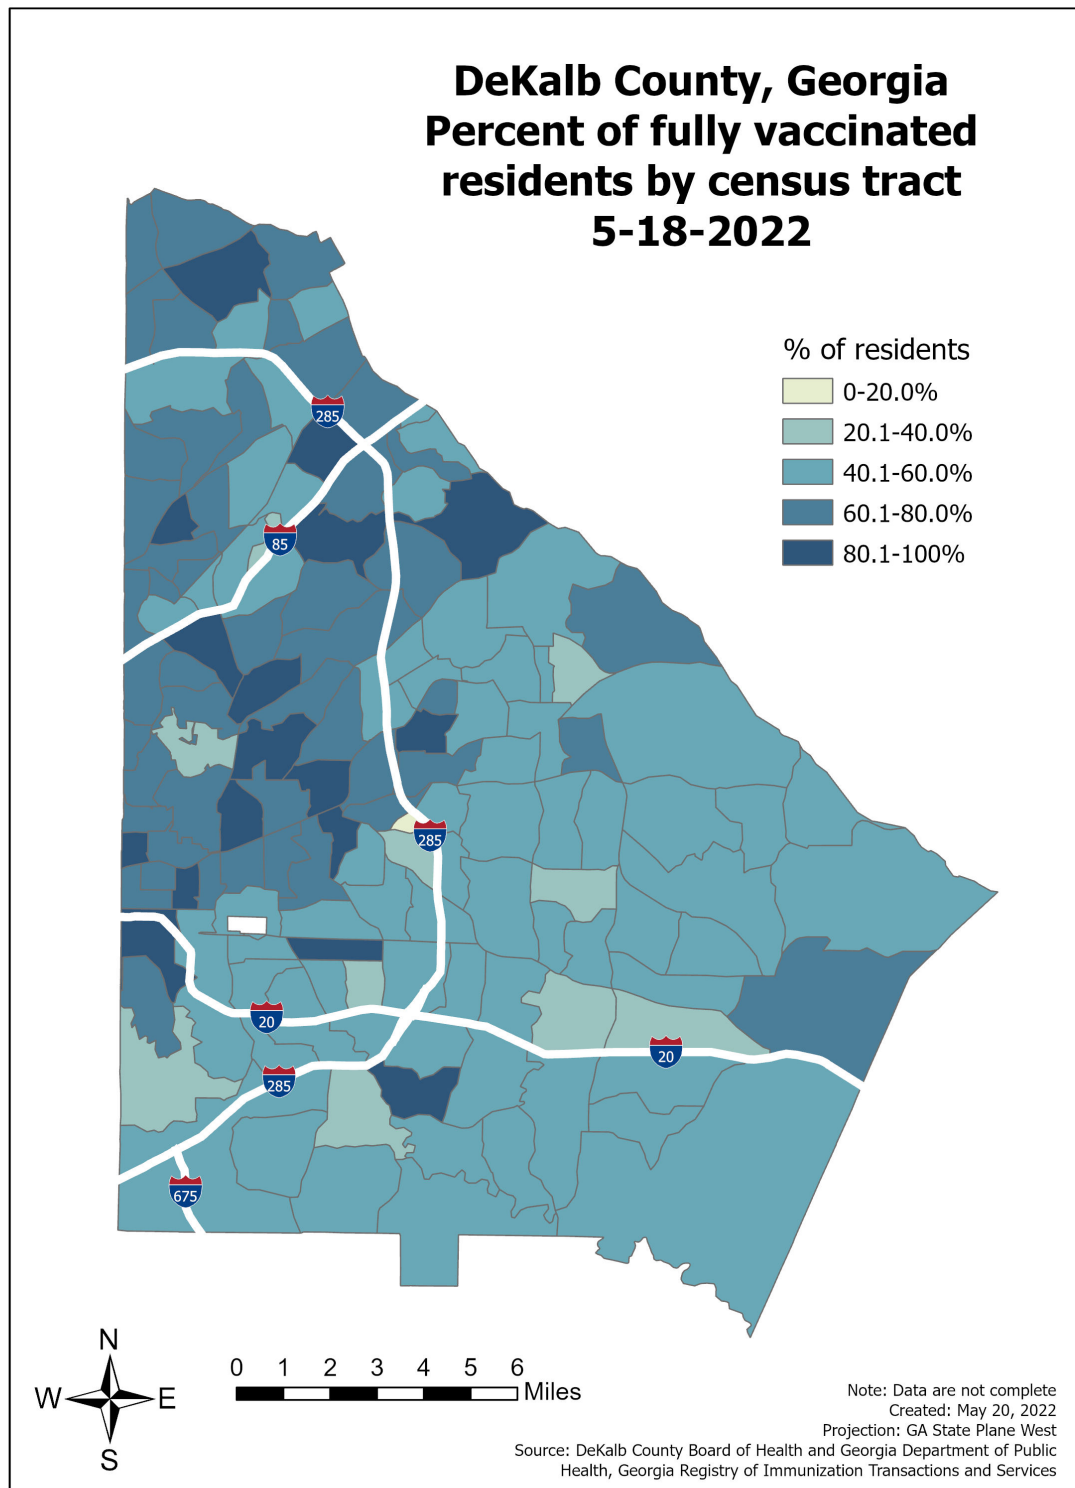 DeKalb County, Georgia
Percent of fully vaccinated
residents by census tract
5-18-2022
% of residents
0-20.0%
20.1-40.0%
40.1-60.0%
60.1-80.0%
80.1-100%
285
85
285
20
20
285
675
N
W E
S
0 1 2 3 4 5 6
Miles
Note: Data are not complete
Created: May 20, 2022
Projection: GA State Plane West
Source: DeKalb County Board of Health and Georgia Department of Public
Health, Georgia Registry of Immunization Transactions and Services